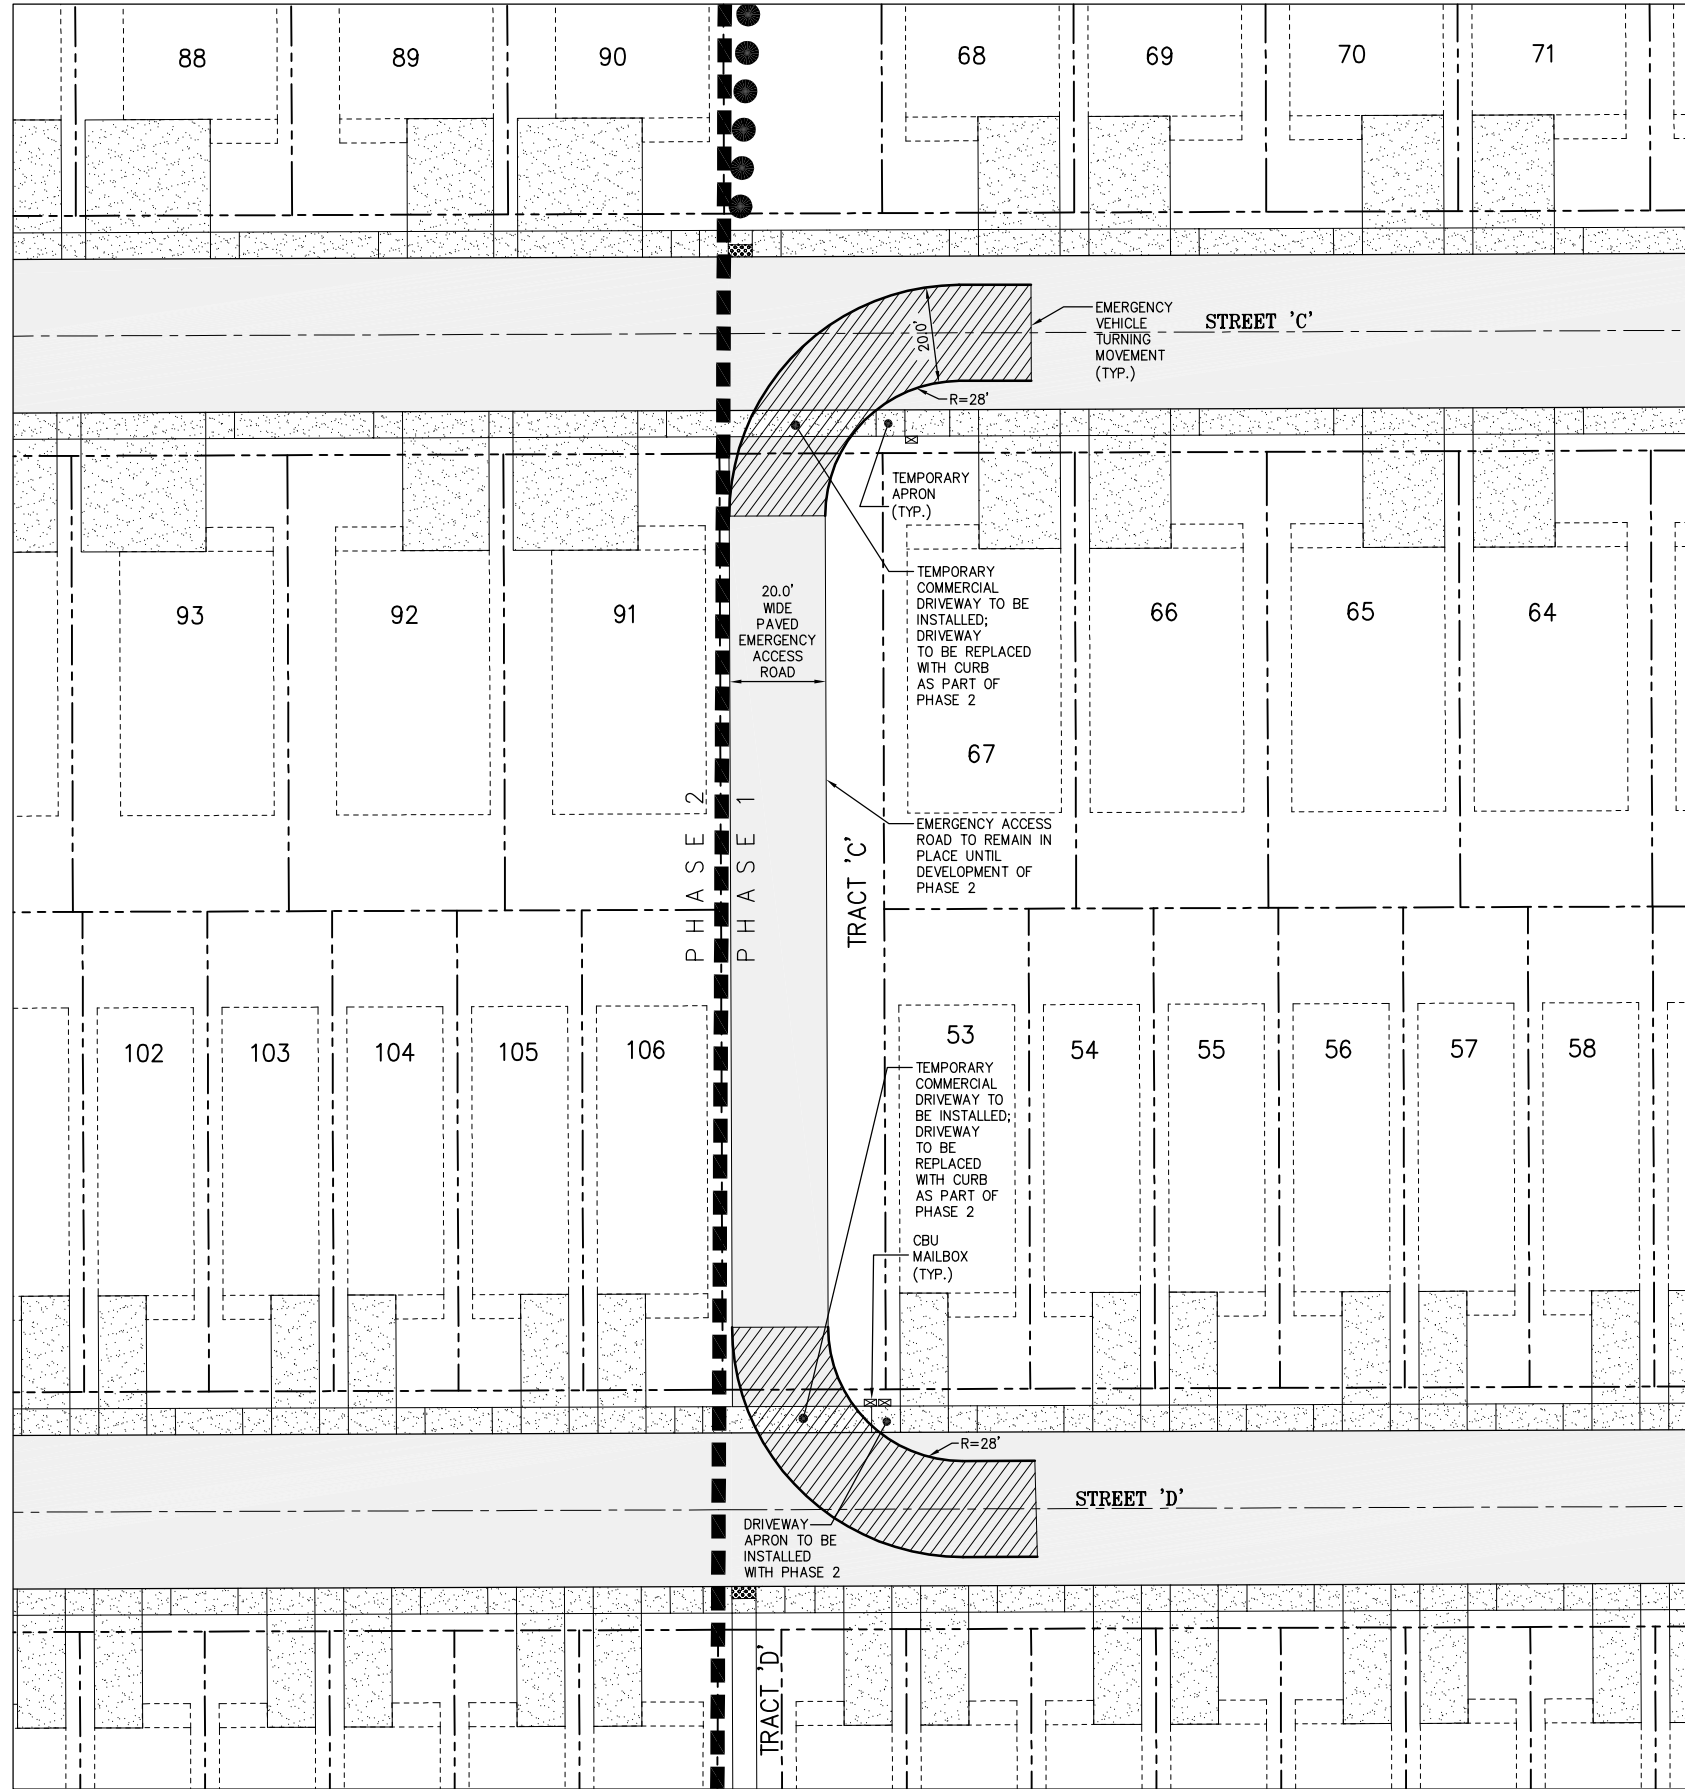 88
89
90
68
69
70
71
EMERGENCY
VEHICLE
TURNING
MOVEMENT
(TYP.)
STREET 'C'
20.0'
R=28'
TEMPORARY
APRON
(TYP.)
20.0'
WIDE
PAVED
EMERGENCY
ACCESS
ROAD
TEMPORARY
COMMERCIAL
DRIVEWAY TO BE
INSTALLED;
DRIVEWAY
TO BE REPLACED
WITH CURB
AS PART OF
PHASE 2
93
92
91
67
66
65
64
PHASE 2
PHASE 1
TRACT 'C'
EMERGENCY ACCESS
ROAD TO REMAIN IN
PLACE UNTIL
DEVELOPMENT OF
PHASE 2
102
103
104
105
106
53
54
55
56
57
58
TEMPORARY
COMMERCIAL
DRIVEWAY TO
BE INSTALLED;
DRIVEWAY
TO BE
REPLACED
WITH CURB
AS PART OF
PHASE 2
CBU
MAILBOX
(TYP.)
R=28'
STREET 'D'
DRIVEWAY
APRON TO BE
INSTALLED
WITH PHASE 2
TRACT 'D'